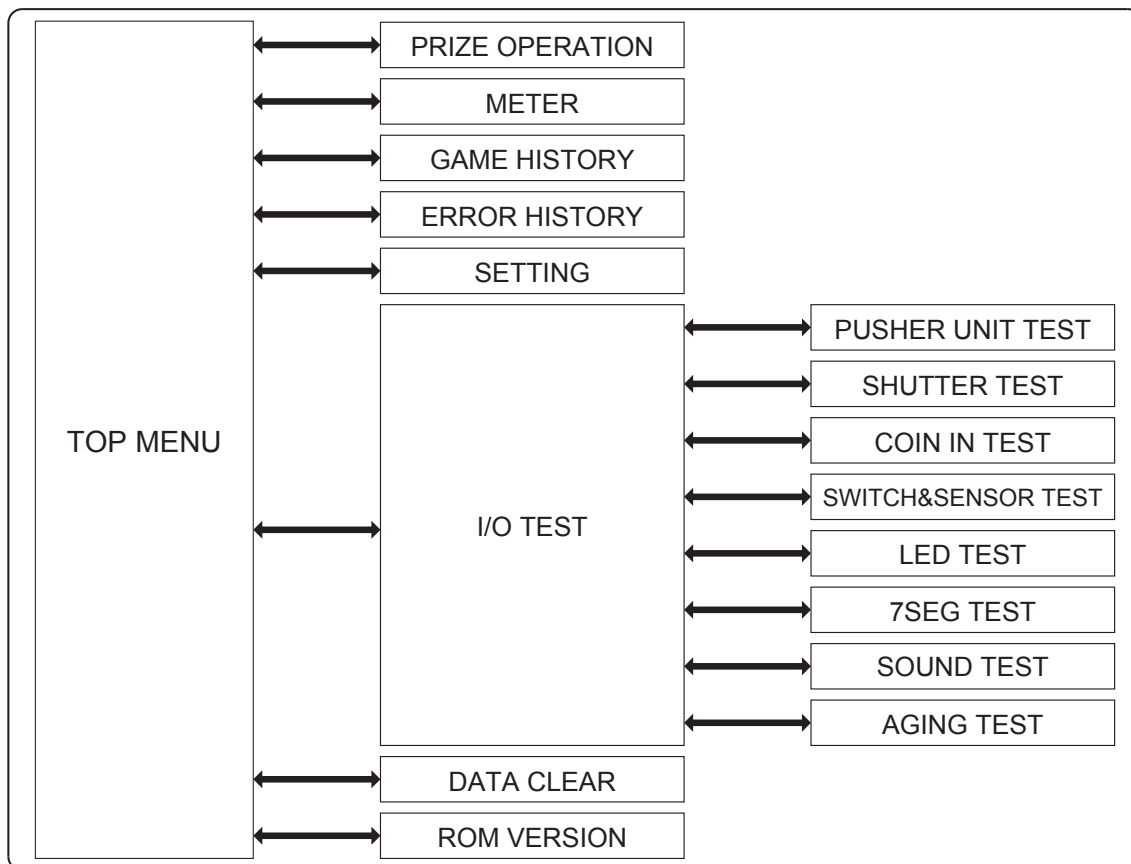 TOP MENU
PRIZE OPERATION
METER
GAME HISTORY
ERROR HISTORY
SETTING
I/O TEST
PUSHER UNIT TEST
SHUTTER TEST
COIN IN TEST
SWITCH&SENSOR TEST
LED TEST
7SEG TEST
SOUND TEST
AGING TEST
DATA CLEAR
ROM VERSION